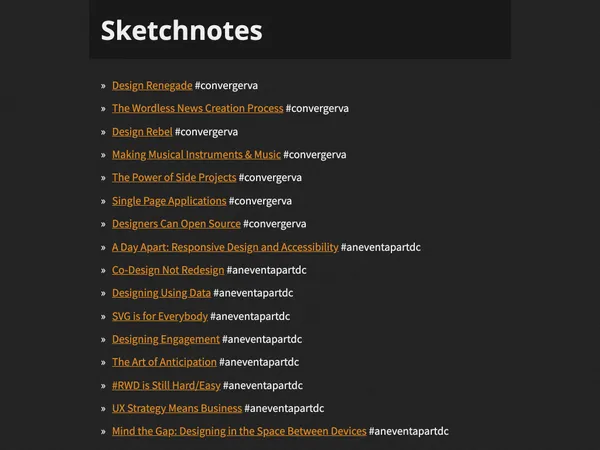 Sketchnotes
» Design Renegade #convergerva
» The Wordless News Creation Process #convergerva
» Design Rebel #convergerva
» Making Musical Instruments & Music #convergerva
» The Power of Side Projects #convergerva
» Single Page Applications #convergerva
» Designers Can Open Source #convergerva
» A Day Apart: Responsive Design and Accessibility #aneventapartdc
» Co-Design Not Redesign #aneventapartdc
» Designing Using Data #aneventapartdc
» SVG is for Everybody #aneventapartdc
» Designing Engagement #aneventapartdc
» The Art of Anticipation #aneventapartdc
» #RWD is Still Hard/Easy #aneventapartdc
» UX Strategy Means Business #aneventapartdc
» Mind the Gap: Designing in the Space Between Devices #aneventapartdc